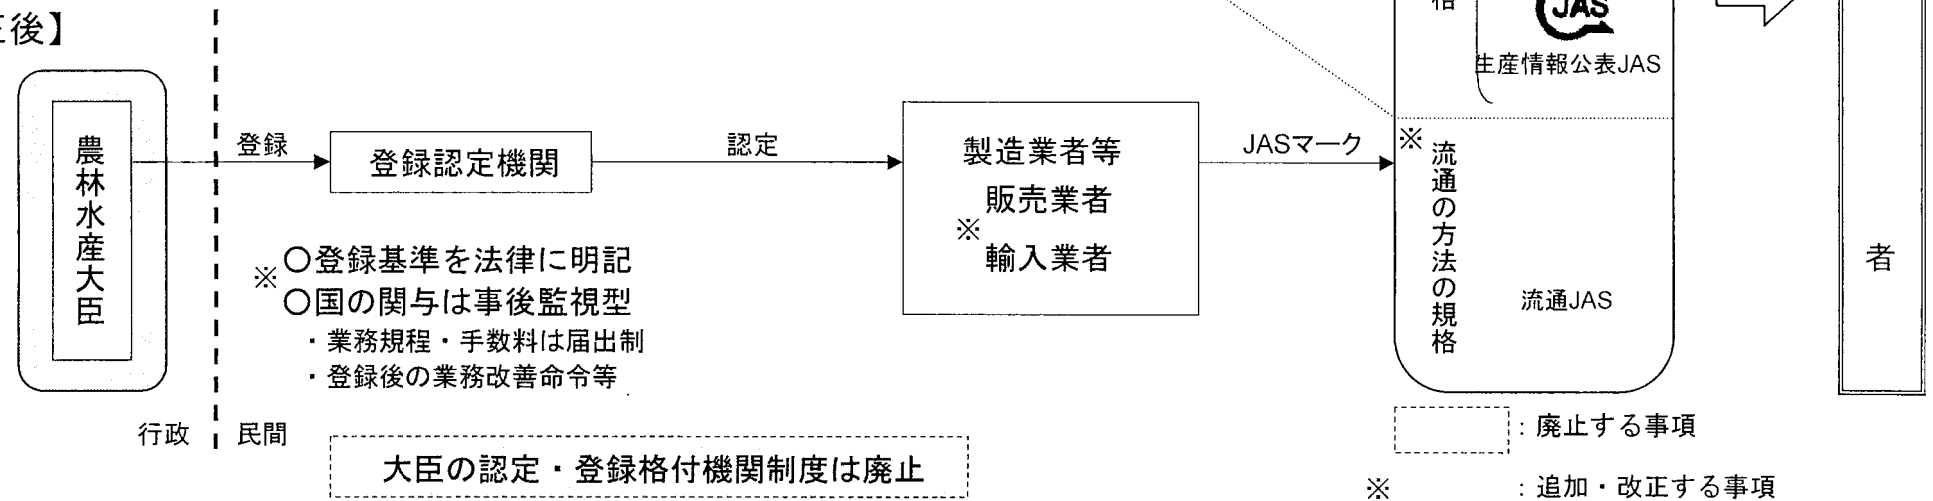 後】
農林水産大臣
登録
登録認定機関
認定
製造業者等
販売業者
※
輸入業者
JASマーク
JAS
生産情報公表JAS
※
流通の方法の規格
流通JAS
者
※
○登録基準を法律に明記
○国の関与は事後監視型
・業務規程・手数料は届出制
・登録後の業務改善命令等
行政
民間
大臣の認定・登録格付機関制度は廃止
：廃止する事項
※ ：追加・改正する事項